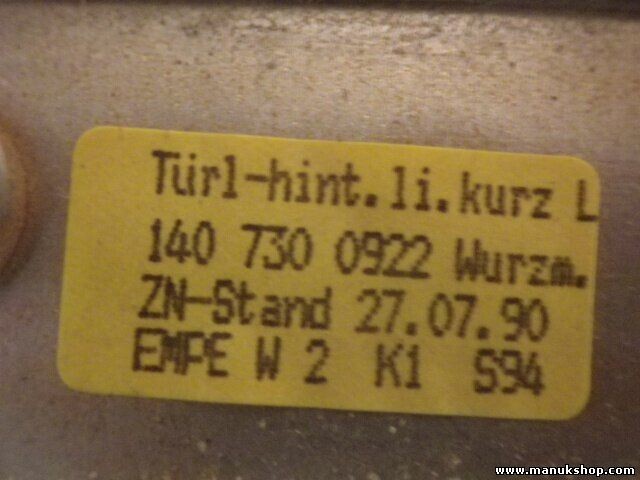 Türl-hint.li.kurz L
140 730 0922 Wurzm.
ZN-Stand 27.07.90
EMPE W 2 K1 S94
www.manukshop.com